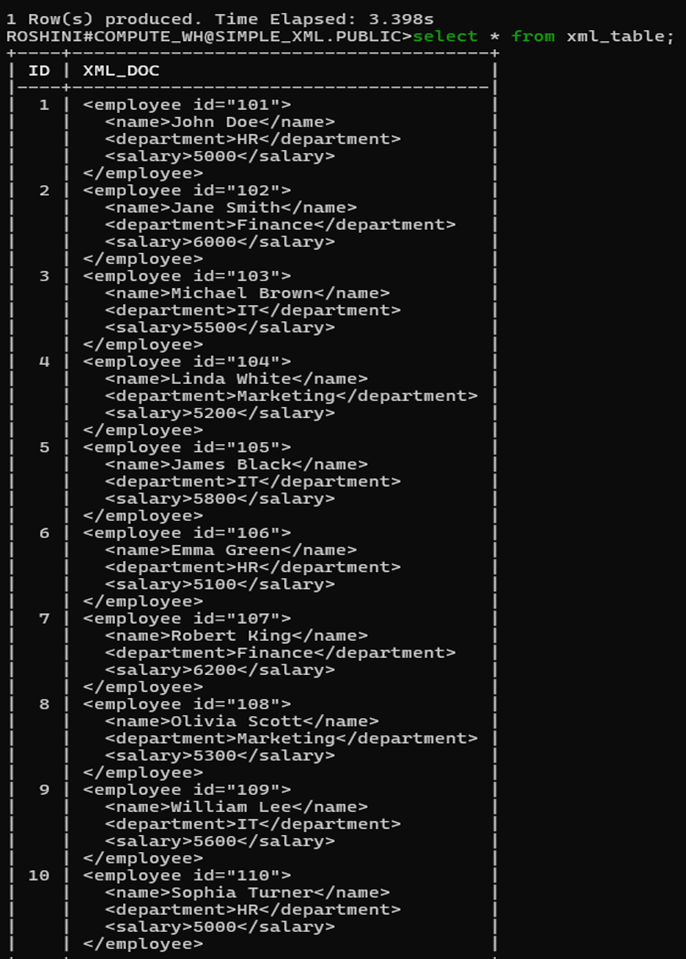 1 Row(s) produced. Time Elapsed: 3.398s
ROSHINI#COMPUTE_WH@SIMPLE_XML.PUBLIC>select * from xml_table;
+----+--------------------------------------+
| ID | XML_DOC                              |
|----+--------------------------------------|
|  1 | <employee id="101">                  |
|    |   <name>John Doe</name>              |
|    |   <department>HR</department>        |
|    |   <salary>5000</salary>              |
|    | </employee>                          |
|  2 | <employee id="102">                  |
|    |   <name>Jane Smith</name>            |
|    |   <department>Finance</department>   |
|    |   <salary>6000</salary>              |
|    | </employee>                          |
|  3 | <employee id="103">                  |
|    |   <name>Michael Brown</name>         |
|    |   <department>IT</department>        |
|    |   <salary>5500</salary>              |
|    | </employee>                          |
|  4 | <employee id="104">                  |
|    |   <name>Linda White</name>           |
|    |   <department>Marketing</department> |
|    |   <salary>5200</salary>              |
|    | </employee>                          |
|  5 | <employee id="105">                  |
|    |   <name>James Black</name>           |
|    |   <department>IT</department>        |
|    |   <salary>5800</salary>              |
|    | </employee>                          |
|  6 | <employee id="106">                  |
|    |   <name>Emma Green</name>            |
|    |   <department>HR</department>        |
|    |   <salary>5100</salary>              |
|    | </employee>                          |
|  7 | <employee id="107">                  |
|    |   <name>Robert King</name>           |
|    |   <department>Finance</department>   |
|    |   <salary>6200</salary>              |
|    | </employee>                          |
|  8 | <employee id="108">                  |
|    |   <name>Olivia Scott</name>          |
|    |   <department>Marketing</department> |
|    |   <salary>5300</salary>              |
|    | </employee>                          |
|  9 | <employee id="109">                  |
|    |   <name>William Lee</name>           |
|    |   <department>IT</department>        |
|    |   <salary>5600</salary>              |
|    | </employee>                          |
| 10 | <employee id="110">                  |
|    |   <name>Sophia Turner</name>         |
|    |   <department>HR</department>        |
|    |   <salary>5000</salary>              |
|    | </employee>                          |